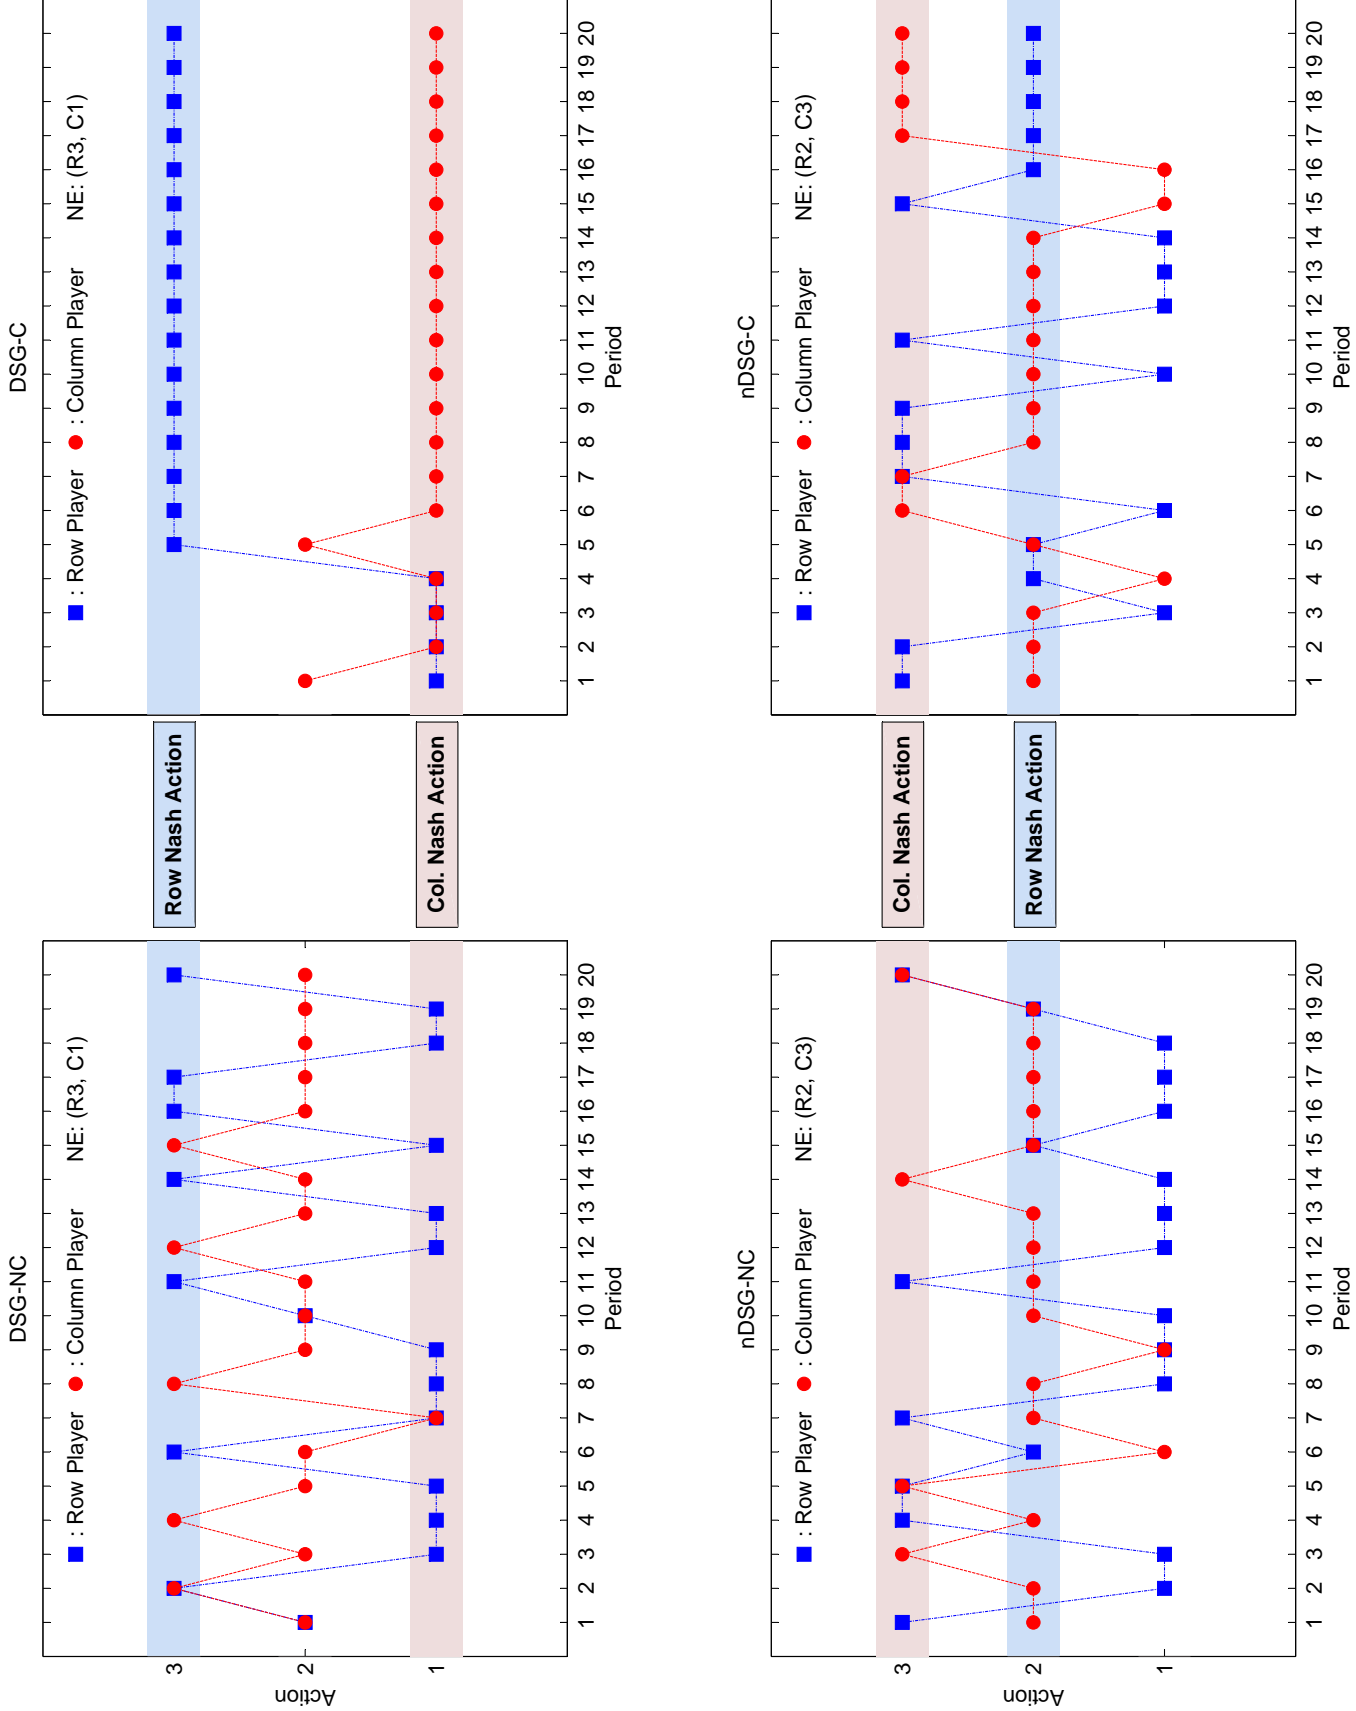 DSG-NC
: Row Player : Column Player NE: (R3, C1)
3
2
1
Action
1 2 3 4 5 6 7 8 9 10 11 12 13 14 15 16 17 18 19 20
Period
Row Nash Action
Col. Nash Action
DSG-C
: Row Player : Column Player NE: (R3, C1)
1 2 3 4 5 6 7 8 9 10 11 12 13 14 15 16 17 18 19 20
Period
nDSG-NC
: Row Player : Column Player NE: (R2, C3)
3
2
1
Action
1 2 3 4 5 6 7 8 9 10 11 12 13 14 15 16 17 18 19 20
Period
Col. Nash Action
Row Nash Action
nDSG-C
: Row Player : Column Player NE: (R2, C3)
1 2 3 4 5 6 7 8 9 10 11 12 13 14 15 16 17 18 19 20
Period